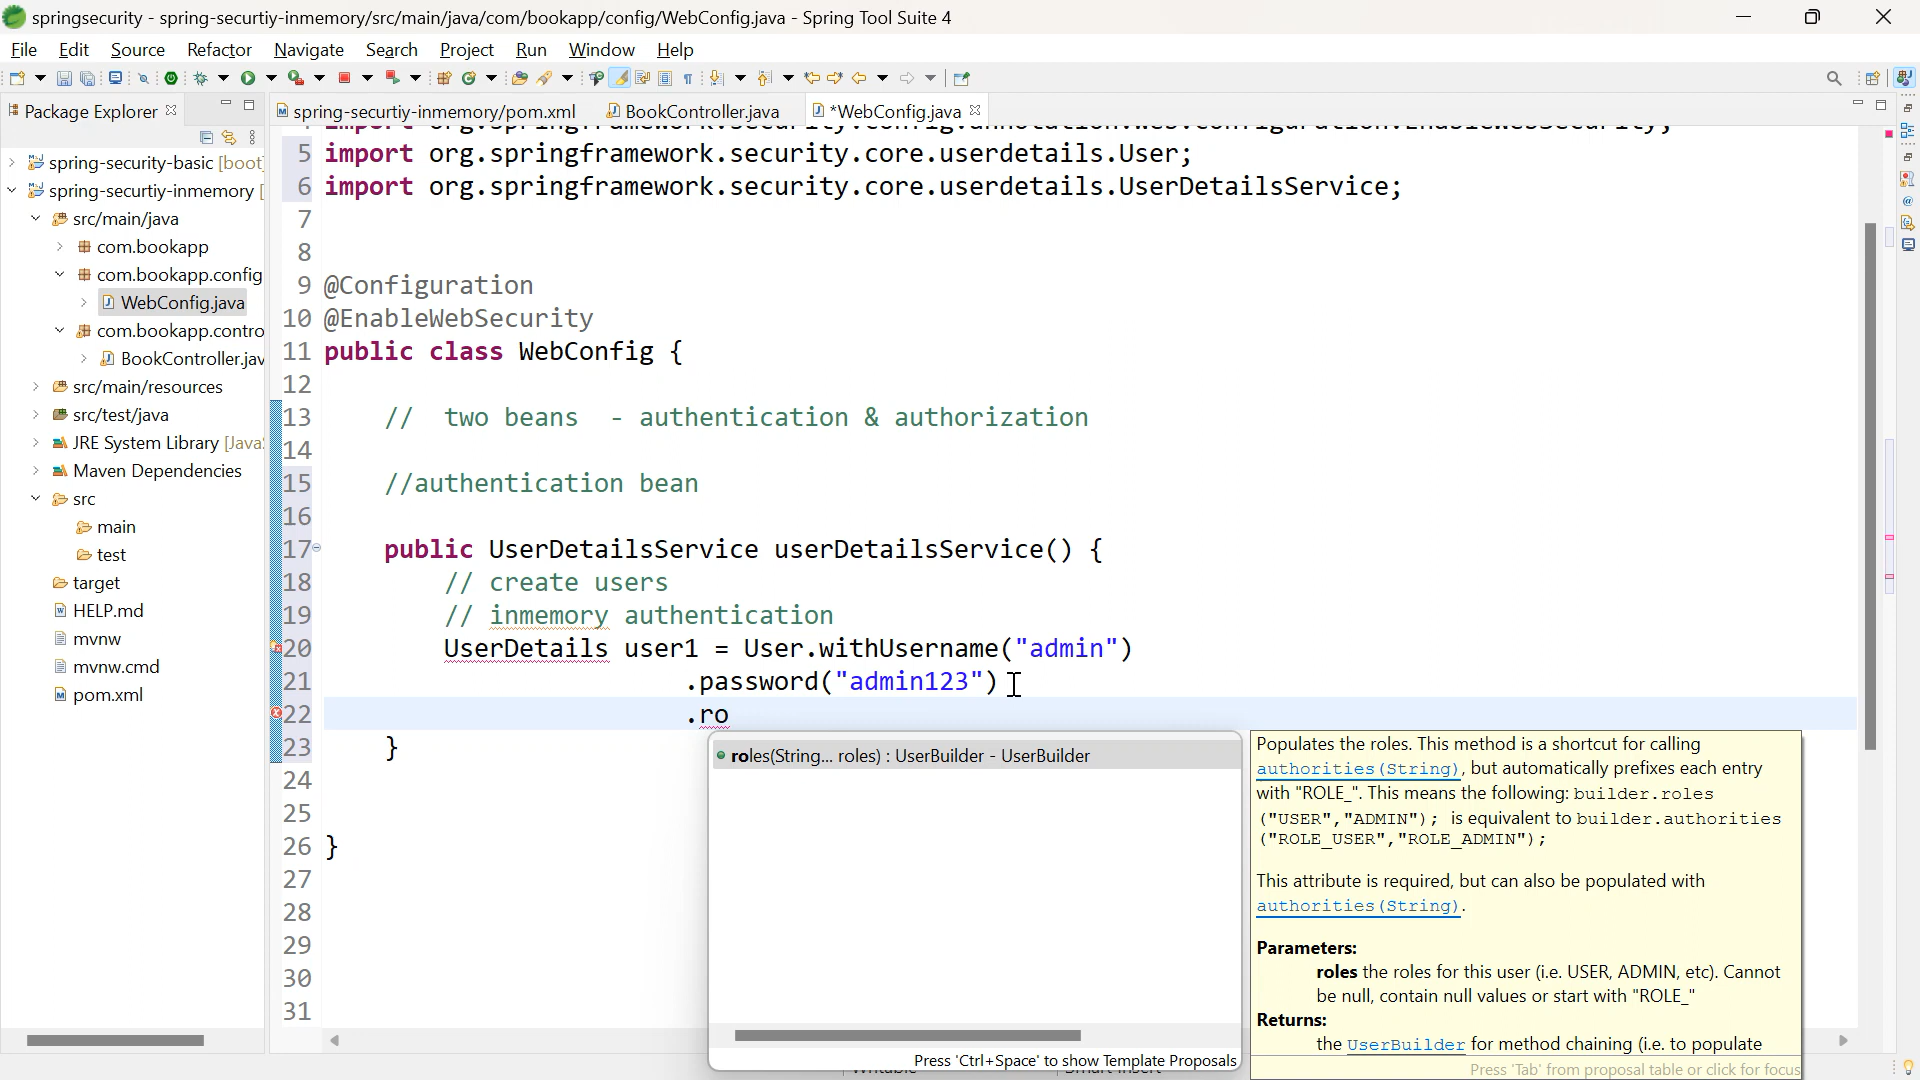 springsecurity - spring-securtiy-inmemory/src/main/java/com/bookapp/config/WebConfig.java - Spring Tool Suite 4
File Edit Source Refactor Navigate Search Project Run Window Help
Package Explorer
spring-securtiy-inmemory/pom.xml BookController.java *WebConfig.java
spring-security-basic [boot]
spring-securtiy-inmemory [
src/main/java
com.bookapp
com.bookapp.config
WebConfig.java
com.bookapp.contro
BookController.jav
src/main/resources
src/test/java
JRE System Library [Java
Maven Dependencies
src
main
test
target
HELP.md
mvnw
mvnw.cmd
pom.xml
5 import org.springframework.security.core.userdetails.User;
6 import org.springframework.security.core.userdetails.UserDetailsService;
7
8
9 @Configuration
10 @EnableWebSecurity
11 public class WebConfig {
12
13 // two beans - authentication & authorization
14
15 //authentication bean
16
17 public UserDetailsService userDetailsService() {
18 // create users
19 // inmemory authentication
20 UserDetails user1 = User.withUsername("admin")
21 .password("admin123")
22 .ro
23 }
24
25
26 }
27
28
29
30
31
roles(String... roles) : UserBuilder - UserBuilder
Press 'Ctrl+Space' to show Template Proposals
Populates the roles. This method is a shortcut for calling
authorities(String), but automatically prefixes each entry
with "ROLE_". This means the following: builder.roles
("USER","ADMIN"); is equivalent to builder.authorities
("ROLE_USER","ROLE_ADMIN");
This attribute is required, but can also be populated with
authorities(String).
Parameters:
roles the roles for this user (i.e. USER, ADMIN, etc). Cannot
be null, contain null values or start with "ROLE_"
Returns:
the UserBuilder for method chaining (i.e. to populate
Press 'Tab' from proposal table or click for focus